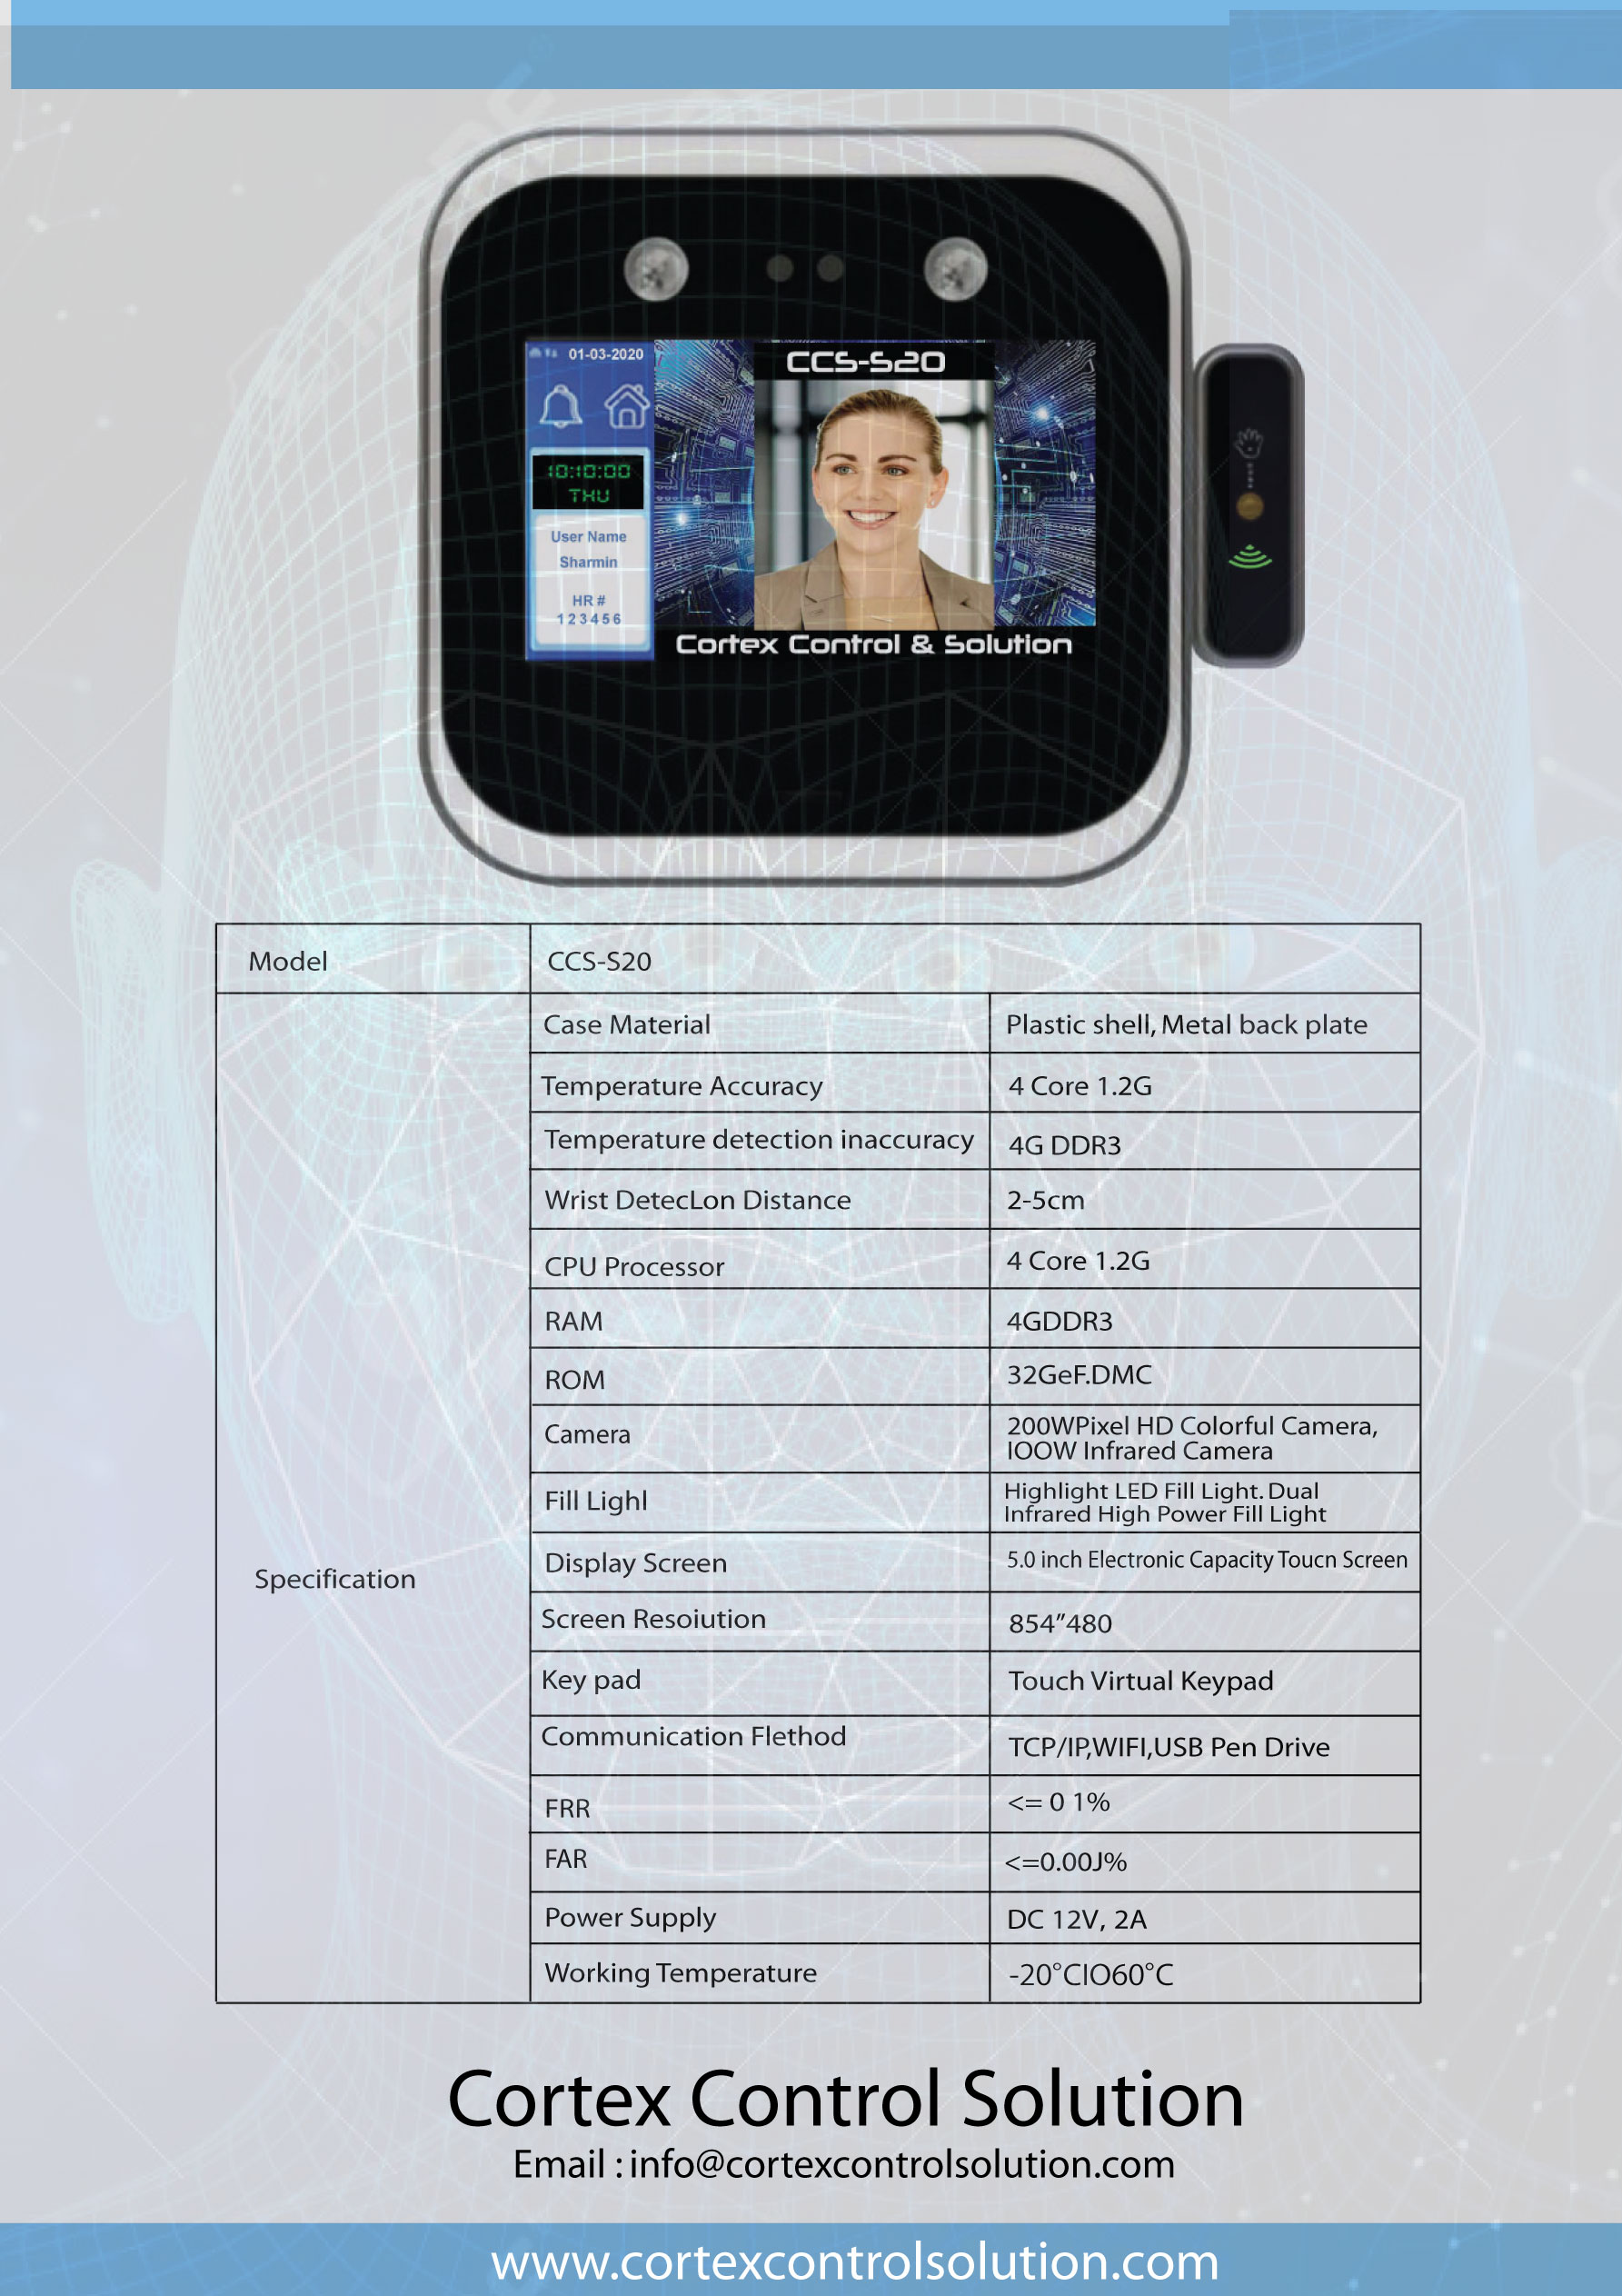 01-03-2020
CCS-S20
10:10:00
THU
User Name
Sharmin
HR #
123456
Cortex Control & Solution
Model CCS-S20
Specification
Case Material Plastic shell, Metal back plate
Temperature Accuracy 4 Core 1.2G
Temperature detection inaccuracy 4G DDR3
Wrist DetecLon Distance 2-5cm
CPU Processor 4 Core 1.2G
RAM 4GDDR3
ROM 32GeF.DMC
Camera 200WPixel HD Colorful Camera,
IOOW Infrared Camera
Fill Lighl Highlight LED Fill Light. Dual
Infrared High Power Fill Light
Display Screen 5.0 inch Electronic Capacity Toucn Screen
Screen Resoiution 854”480
Key pad Touch Virtual Keypad
Communication Flethod TCP/IP,WIFI,USB Pen Drive
FRR <= 0 1%
FAR <=0.00J%
Power Supply DC 12V, 2A
Working Temperature -20°CIO60°C
Cortex Control Solution
Email : info@cortexcontrolsolution.com
www.cortexcontrolsolution.com